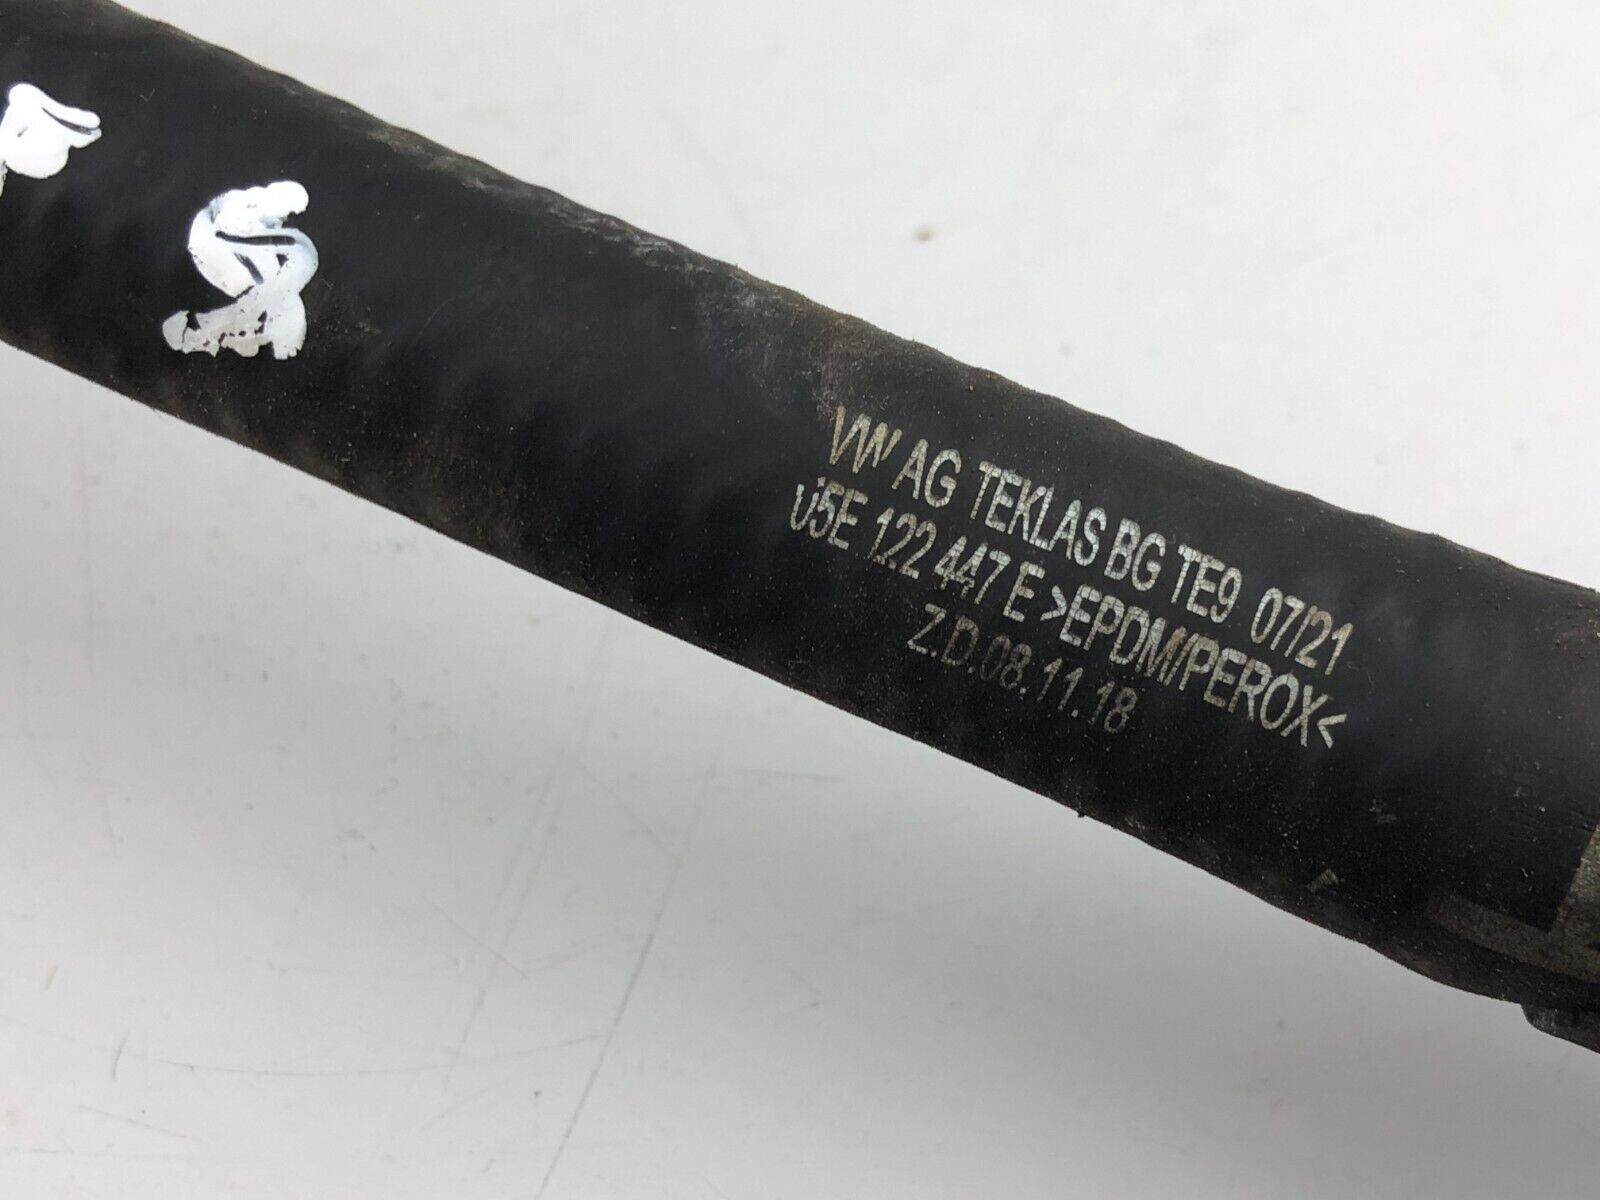 VW AG TEKLAS BG TE9 07/21
05E 122 447 E >EPDM/PEROX<
Z.D.08.11.18
S